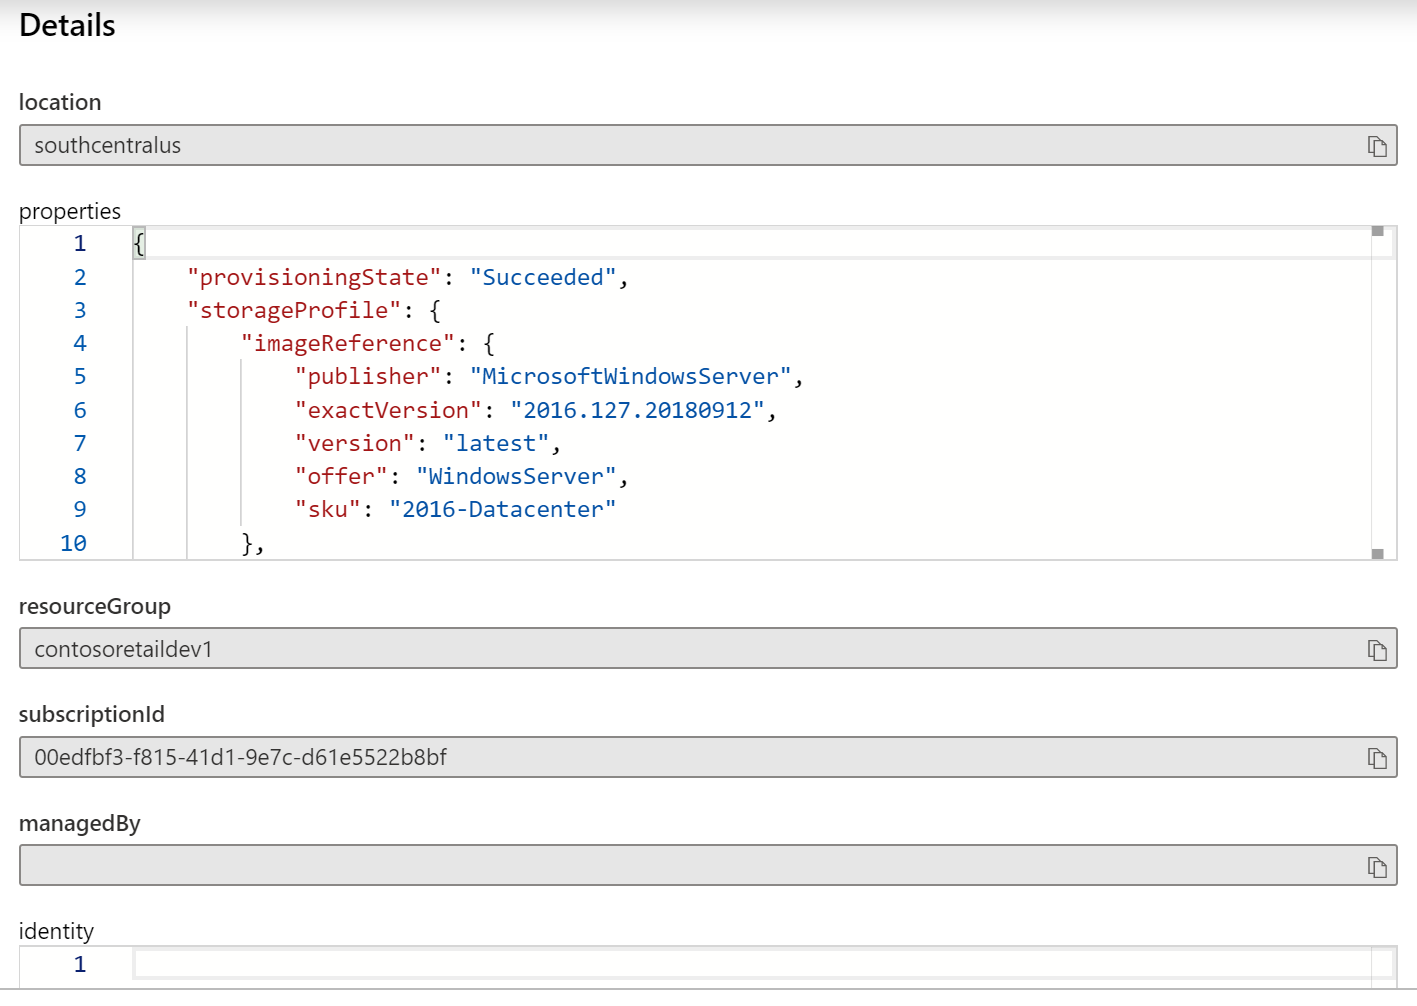 Details
location
southcentralus
properties
1 {
2 "provisioningState": "Succeeded",
3 "storageProfile": {
4 "imageReference": {
5 "publisher": "MicrosoftWindowsServer",
6 "exactVersion": "2016.127.20180912",
7 "version": "latest",
8 "offer": "WindowsServer",
9 "sku": "2016-Datacenter"
10 },
resourceGroup
contosoretaildev1
subscriptionId
00edfbf3-f815-41d1-9e7c-d61e5522b8bf
managedBy
identity
1